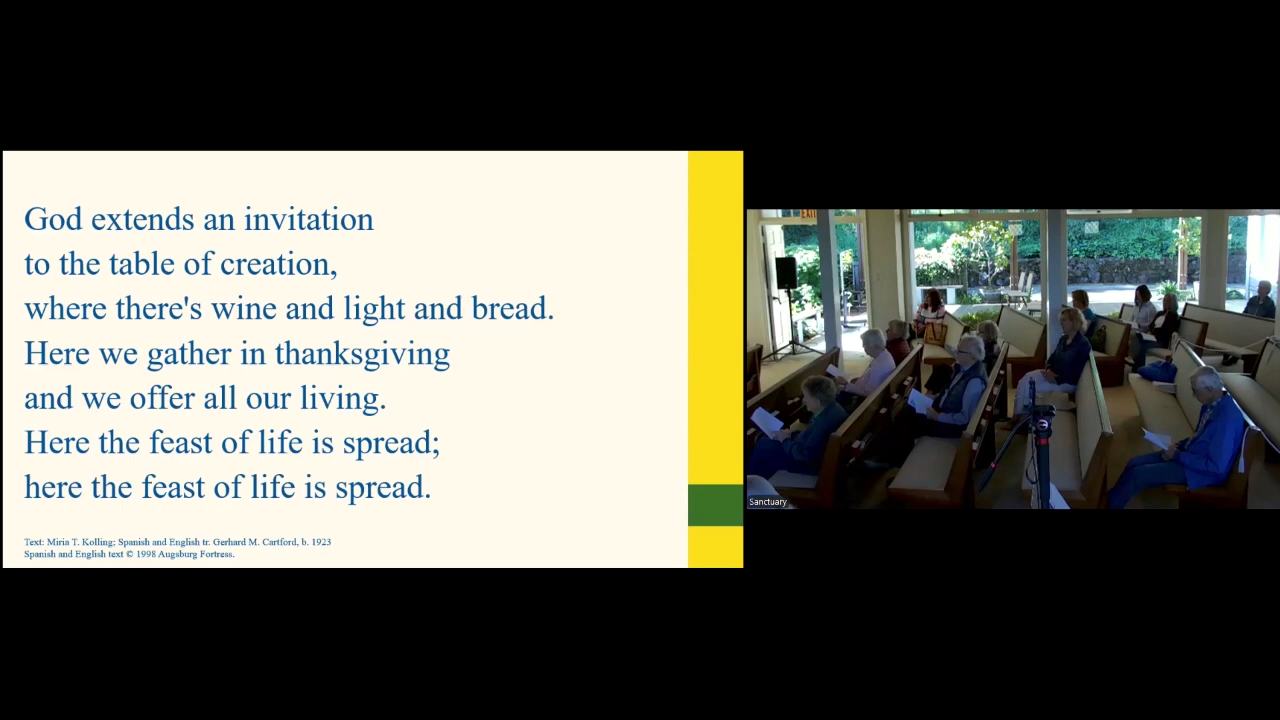 God extends an invitation
to the table of creation,
where there's wine and light and bread.
Here we gather in thanksgiving
and we offer all our living.
Here the feast of life is spread;
here the feast of life is spread.
Text: Miria T. Kolling; Spanish and English tr. Gerhard M. Cartford, b. 1923
Spanish and English text © 1998 Augsburg Fortress.
EXIT
Sanctuary